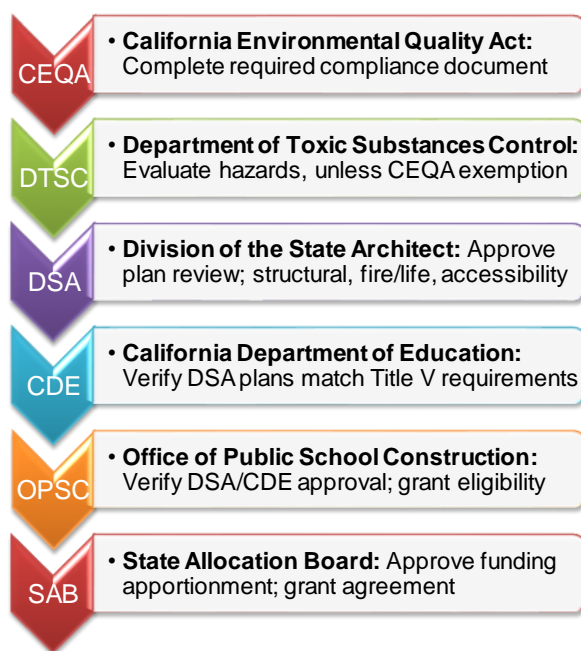 CEQA
• California Environmental Quality Act:
Complete required compliance document
DTSC
• Department of Toxic Substances Control:
Evaluate hazards, unless CEQA exemption
DSA
• Division of the State Architect: Approve
plan review; structural, fire/life, accessibility
CDE
• California Department of Education:
Verify DSA plans match Title V requirements
OPSC
• Office of Public School Construction:
Verify DSA/CDE approval; grant eligibility
SAB
• State Allocation Board: Approve funding
apportionment; grant agreement